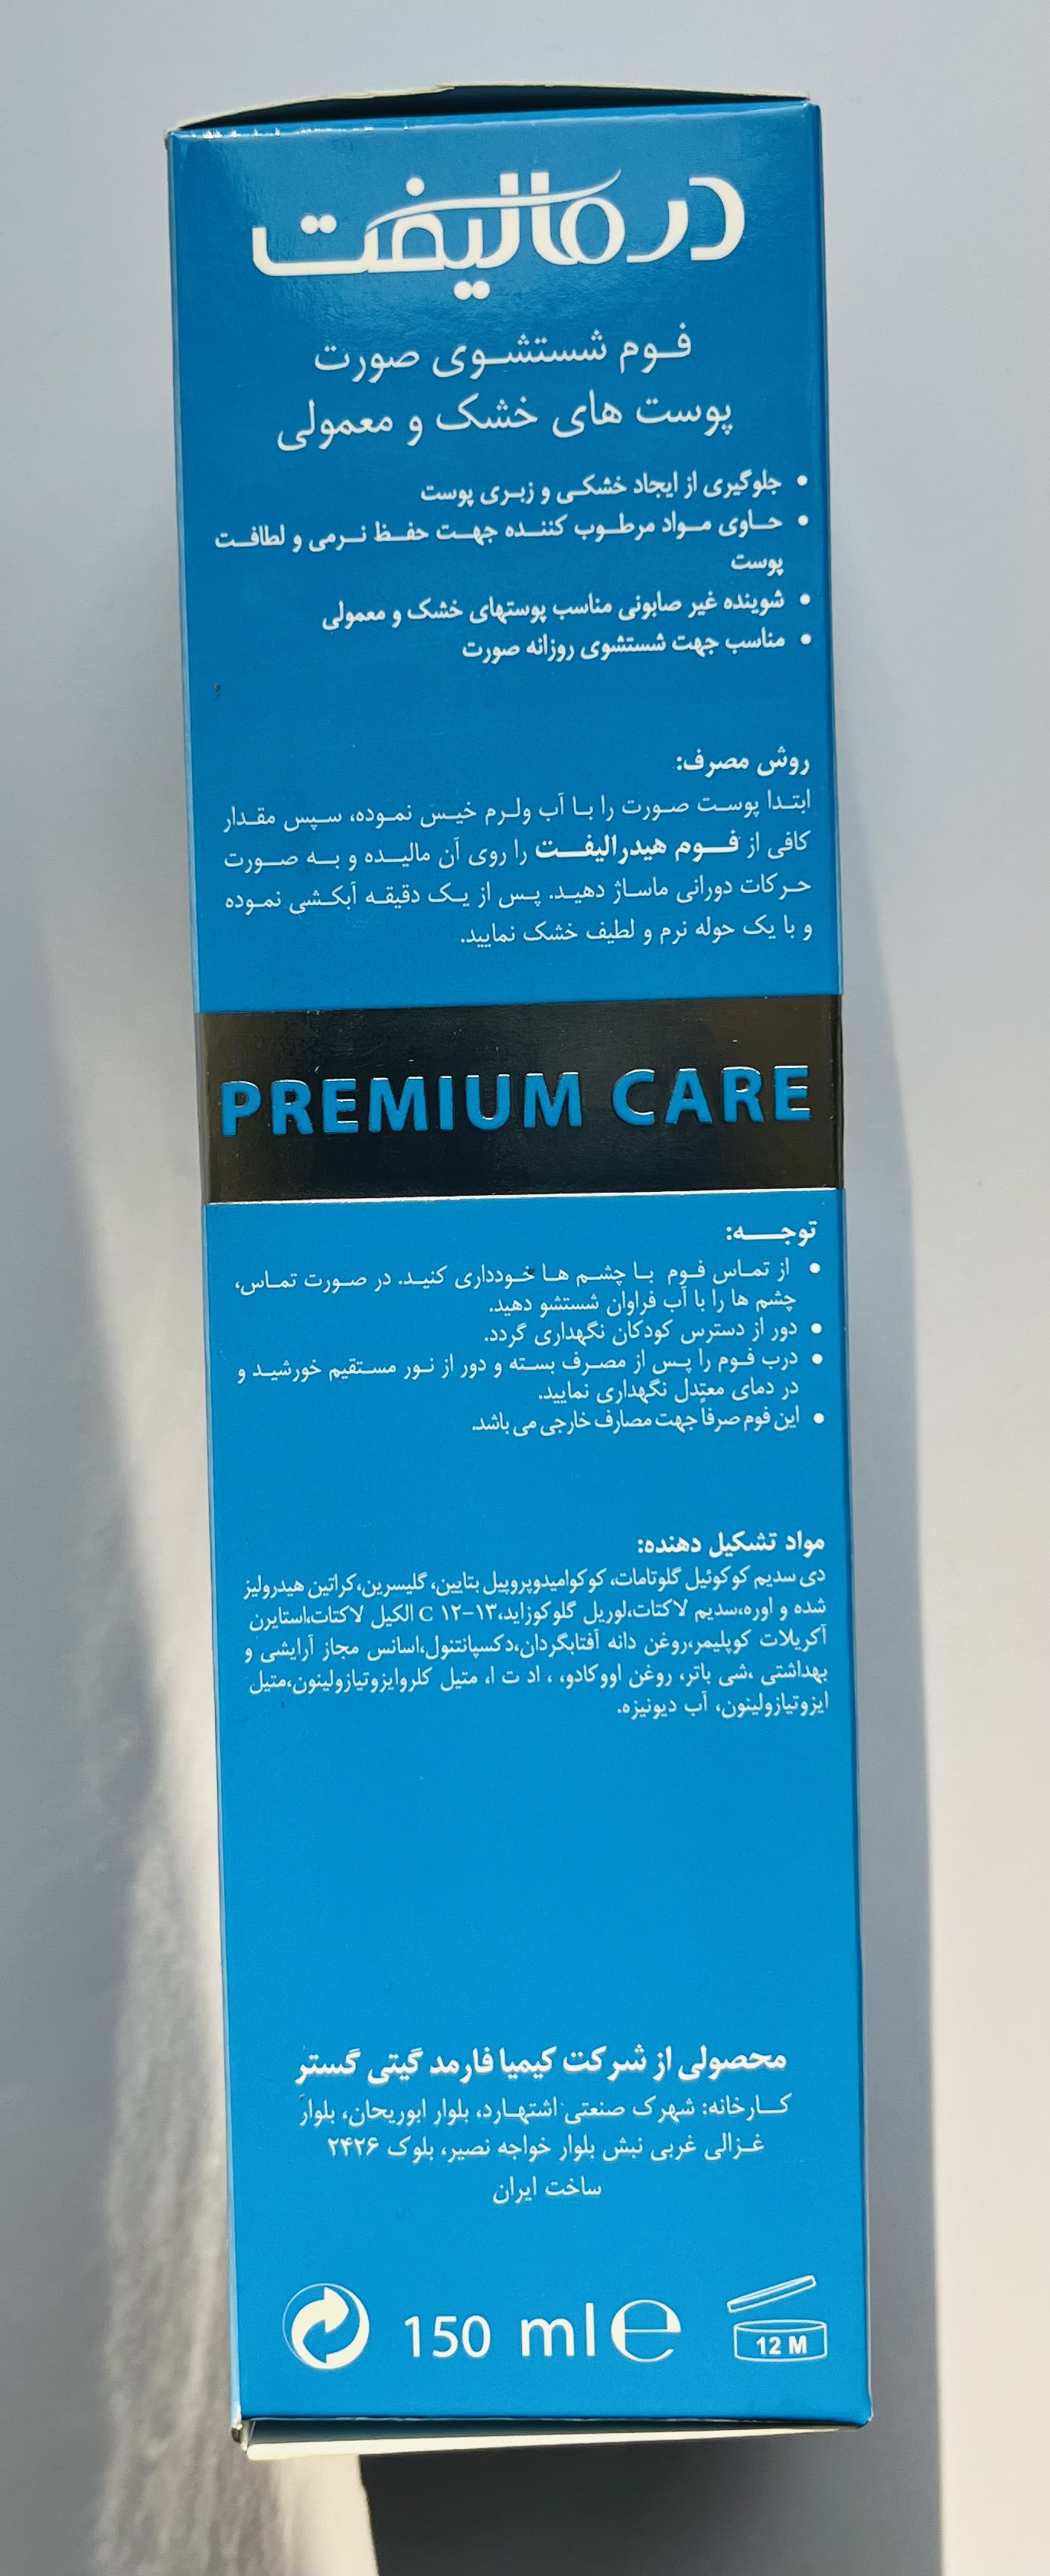 درمالیفت
فوم شستشوی صورت
پوست های خشک و معمولی
• جلوگیری از ایجاد خشکی و زبری پوست
• حاوی مواد مرطوب کننده جهت حفظ نرمی و لطافت
پوست
• شوینده غیر صابونی مناسب پوستهای خشک و معمولی
• مناسب جهت شستشوی روزانه صورت
روش مصرف:
ابتدا پوست صورت را با آب ولرم خیس نموده، سپس مقدار
کافی از فوم هیدرالیفت را روی آن مالیده و به صورت
حرکات دورانی ماساژ دهید. پس از یک دقیقه آبکشی نموده
و با یک حوله نرم و لطیف خشک نمایید.
PREMIUM CARE
توجه:
• از تماس فوم با چشم ها خودداری کنید. در صورت تماس،
چشم ها را با آب فراوان شستشو دهید.
• دور از دسترس کودکان نگهداری گردد.
• درب فوم را پس از مصرف بسته و دور از نور مستقیم خورشید و
در دمای معتدل نگهداری نمایید.
• این فوم صرفاً جهت مصارف خارجی می باشد.
مواد تشکیل دهنده:
دی سدیم کوکوئیل گلوتامات، کوکوامیدوپروپیل بتایین، گلیسرین،کراتین هیدرولیز
شده و اوره،سدیم لاکتات،لوریل گلوکوزاید،۱۳-۱۲ C الکیل لاکتات،استایرن
آکریلات کوپلیمر،روغن دانه آفتابگردان،دکسپانتنول،اسانس مجاز آرایشی و
بهداشتی ،شی باتر، روغن اووکادو، ، اد ت ا، متیل کلروایزوتیازولینون،متیل
ایزوتیازولینون، آب دیونیزه.
محصولی از شرکت کیمیا فارمد گیتی گستر
کارخانه: شهرک صنعتی اشتهارد، بلوار ابوریحان، بلوار
غزالی غربی نبش بلوار خواجه نصیر، بلوک ۲۴۲۶
ساخت ایران
150 ml e 12 M